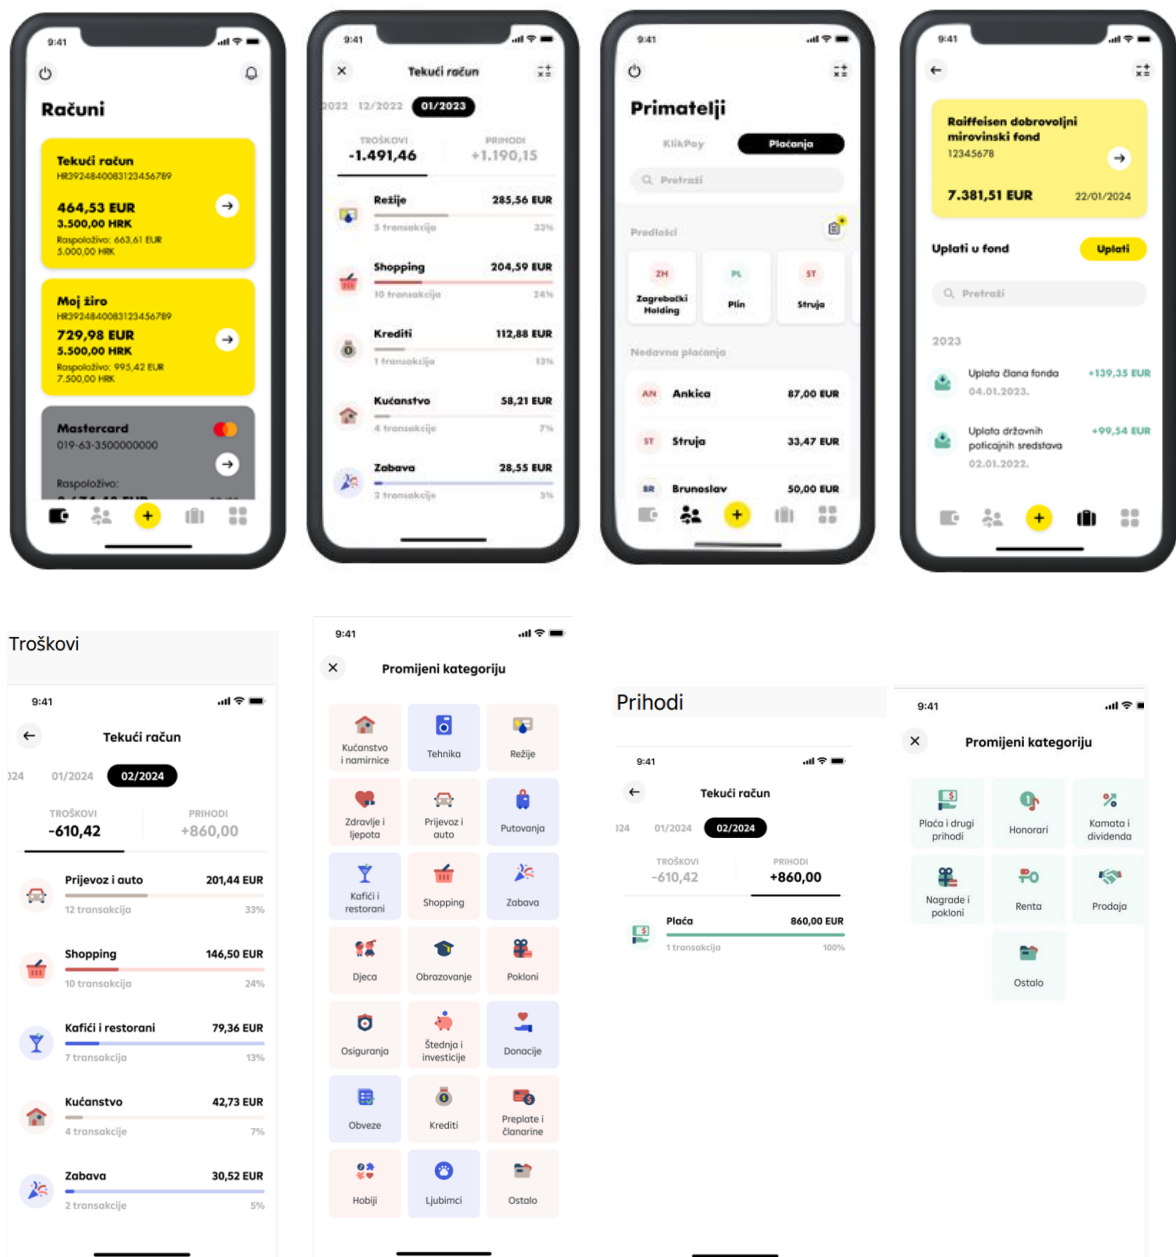 9:41
Računi
Tekući račun
HR3924840083123456789
464,53 EUR
3.500,00 HRK
Raspoloživo: 663,61 EUR
5.000,00 HRK
Moj žiro
HR3924840083123456789
729,98 EUR
5.500,00 HRK
Raspoloživo: 995,42 EUR
7.500,00 HRK
Mastercard
019-63-3500000000
Raspoloživo:
9:41
Tekući račun
2022 12/2022 01/2023
TROŠKOVI PRIHODI
-1.491,46 +1.190,15
Režije 285,56 EUR
5 transakcija 33%
Shopping 204,59 EUR
10 transakcija 24%
Krediti 112,88 EUR
1 transakcija 13%
Kućanstvo 58,21 EUR
4 transakcije 7%
Zabava 28,55 EUR
2 transakcije 3%
9:41
Primatelji
KlikPay Plaćanja
Pretraži
Predlošci
ZH PL ST
Zagrebački
Holding Plin Struja
Nedavna plaćanja
AN Ankica 87,00 EUR
ST Struja 33,47 EUR
BR Brunoslav 50,00 EUR
9:41
Raiffeisen dobrovoljni
mirovinski fond
12345678
7.381,51 EUR 22/01/2024
Uplati u fond Uplati
Pretraži
2023
Uplata člana fonda +139,35 EUR
04.01.2023.
Uplata državnih +99,54 EUR
poticajnih sredstava
02.01.2022.
Troškovi
9:41
Tekući račun
024 01/2024 02/2024
TROŠKOVI PRIHODI
-610,42 +860,00
Prijevoz i auto 201,44 EUR
12 transakcija 33%
Shopping 146,50 EUR
10 transakcija 24%
Kafići i restorani 79,36 EUR
7 transakcija 13%
Kućanstvo 42,73 EUR
4 transakcije 7%
Zabava 30,52 EUR
2 transakcije 5%
9:41
Promijeni kategoriju
Kućanstvo
i namirnice Tehnika Režije
Zdravlje i
ljepota Prijevoz i
auto Putovanja
Kafići i
restorani Shopping Zabava
Djeca Obrazovanje Pokloni
Osiguranja Štednja i
investicije Donacije
Obveze Krediti Preplate i
članarine
Hobiji Ljubimci Ostalo
Prihodi
9:41
Tekući račun
024 01/2024 02/2024
TROŠKOVI PRIHODI
-610,42 +860,00
Plaća 860,00 EUR
1 transakcija 100%
9:41
Promijeni kategoriju
Plaća i drugi
prihodi Honorari Kamata i
dividenda
Nagrade i
pokloni Renta Prodaja
Ostalo